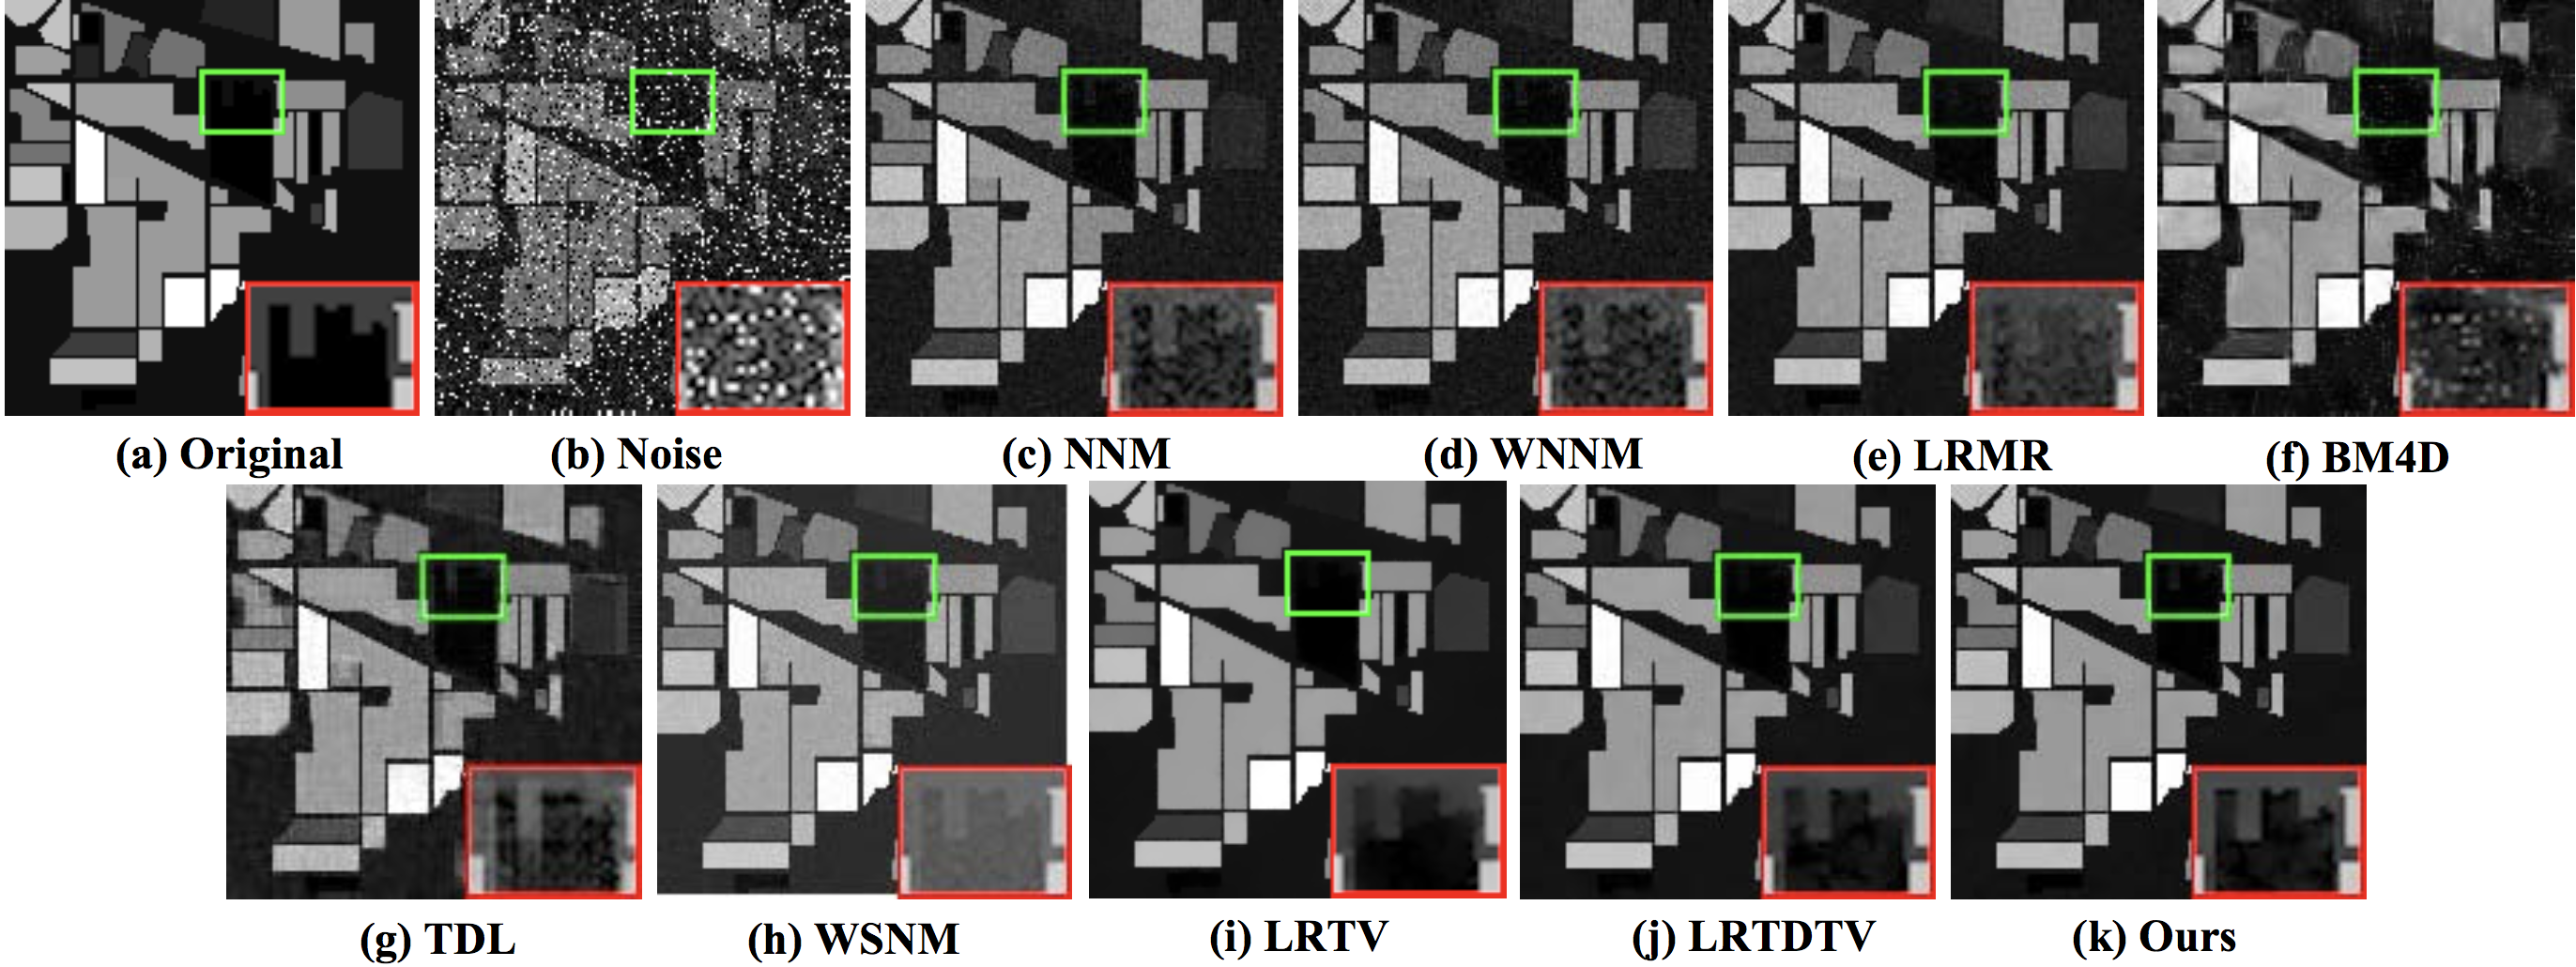 (a) Original (b) Noise (c) NNM (d) WNNM (e) LRMR (f) BM4D
(g) TDL (h) WSNM (i) LRTV (j) LRTDTV (k) Ours